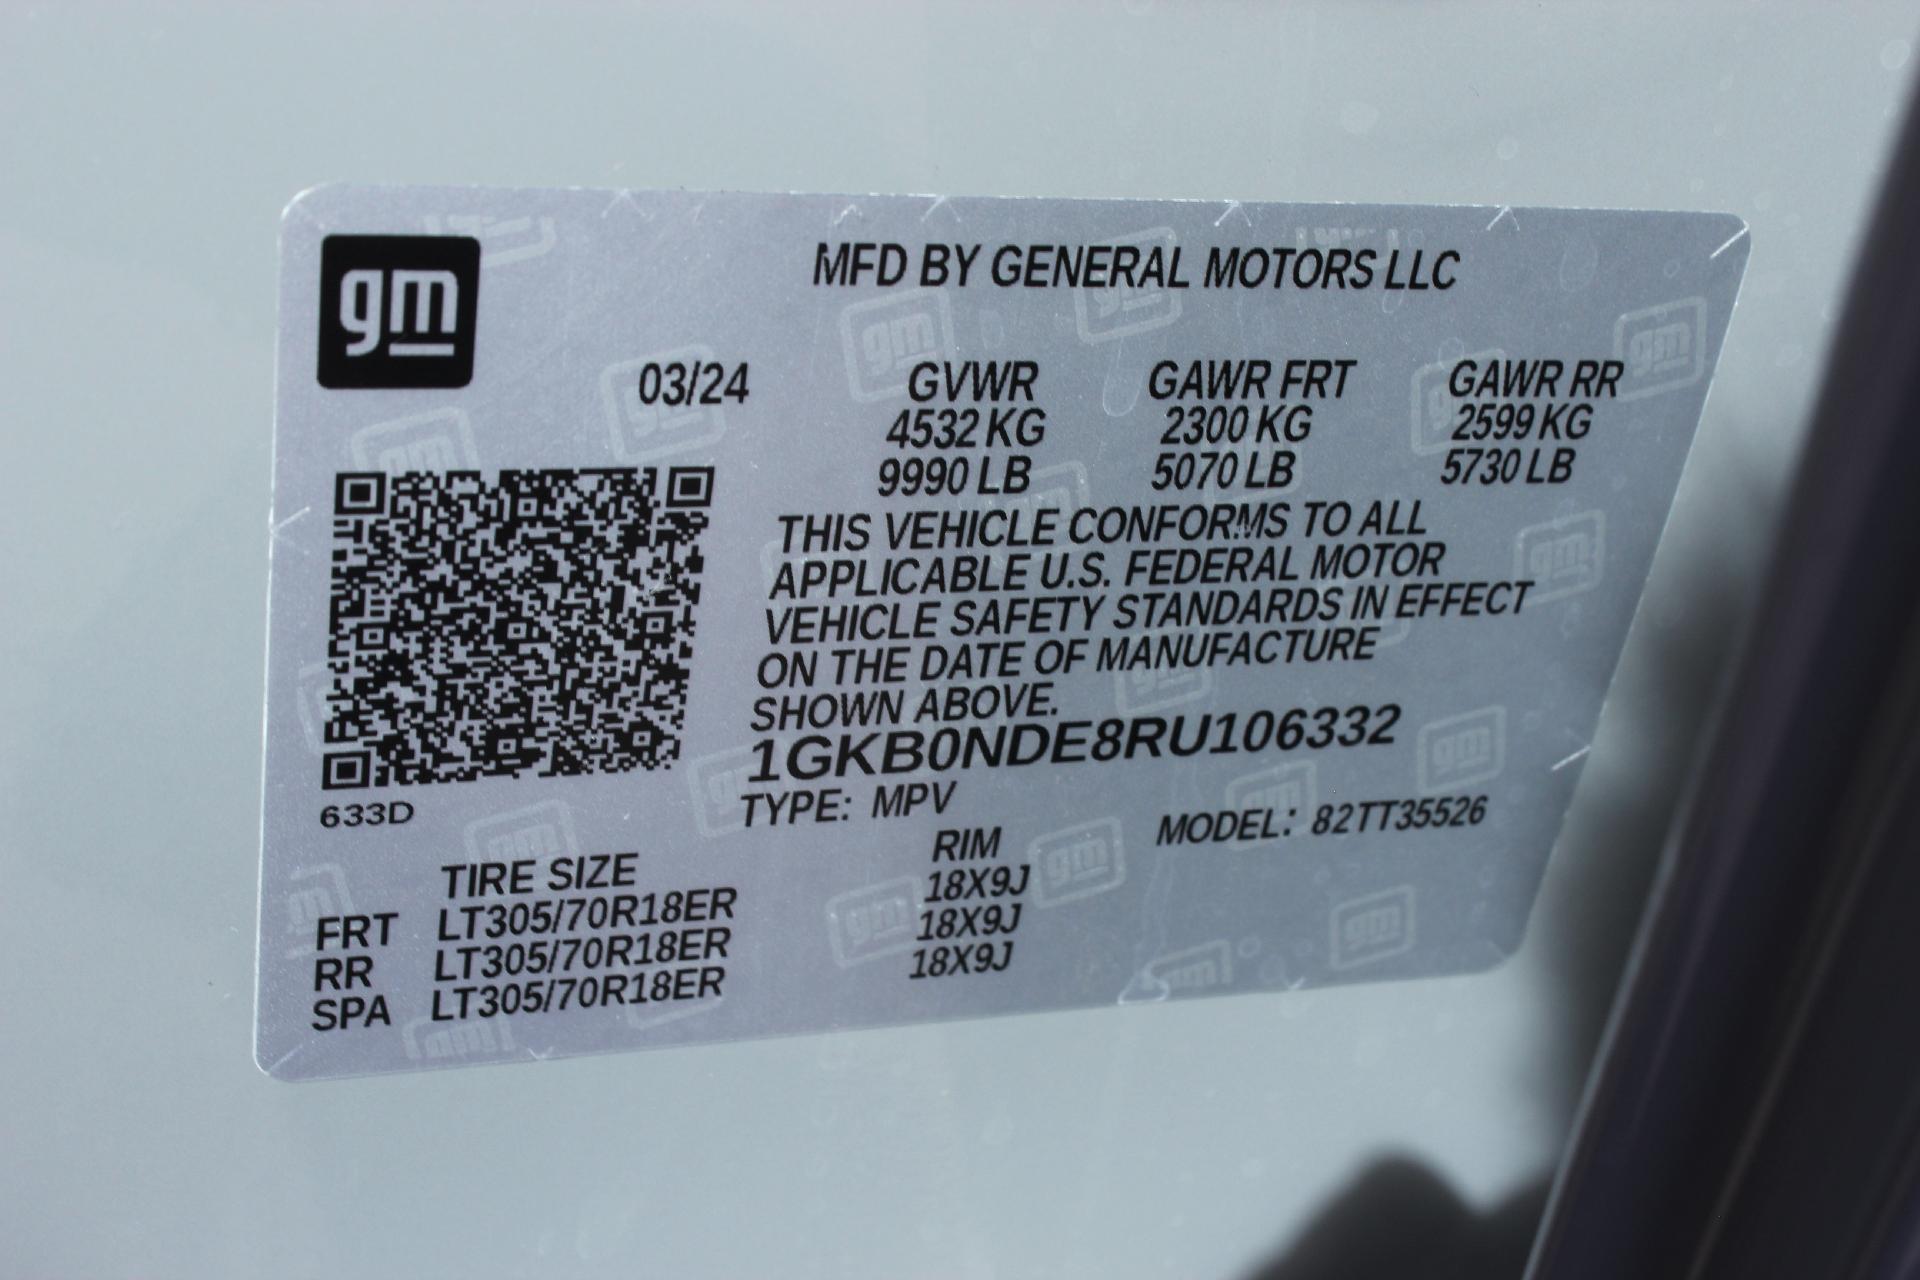 gm
MFD BY GENERAL MOTORS LLC
03/24 GVWR GAWR FRT GAWR RR
4532 KG 2300 KG 2599 KG
9990 LB 5070 LB 5730 LB
THIS VEHICLE CONFORMS TO ALL
APPLICABLE U.S. FEDERAL MOTOR
VEHICLE SAFETY STANDARDS IN EFFECT
ON THE DATE OF MANUFACTURE
SHOWN ABOVE.
1GKB0NDE8RU106332
633D
TYPE: MPV MODEL: 82TT35526
TIRE SIZE RIM
FRT LT305/70R18ER 18X9J
RR LT305/70R18ER 18X9J
SPA LT305/70R18ER 18X9J